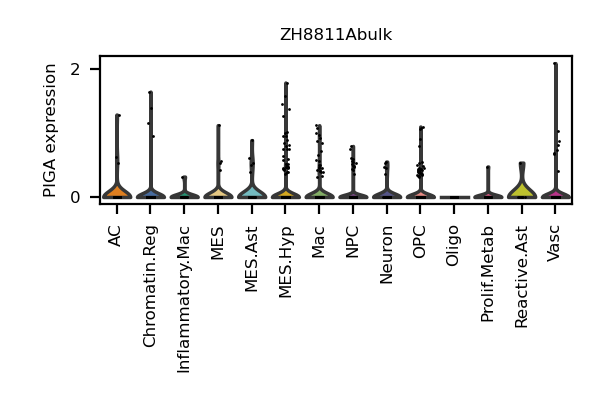 ZH8811Abulk
PIGA expression
2
0
AC
Chromatin.Reg
Inflammatory.Mac
MES
MES.Ast
MES.Hyp
Mac
NPC
Neuron
OPC
Oligo
Prolif.Metab
Reactive.Ast
Vasc